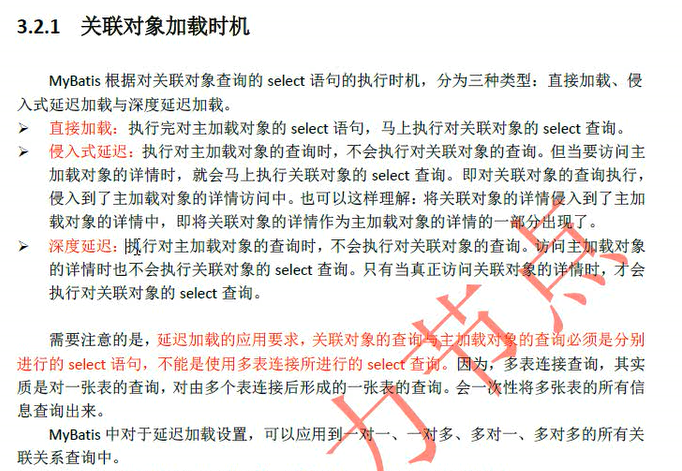 3.2.1 关联对象加载时机
MyBatis 根据对关联对象查询的 select 语句的执行时机，分为三种类型：直接加载、侵
入式延迟加载与深度延迟加载。
➢ 直接加载：执行完对主加载对象的 select 语句，马上执行对关联对象的 select 查询。
➢ 侵入式延迟：执行对主加载对象的查询时，不会执行对关联对象的查询。但当要访问主
加载对象的详情时，就会马上执行关联对象的 select 查询。即对关联对象的查询执行，
侵入到了主加载对象的详情访问中。也可以这样理解：将关联对象的详情侵入到了主加
载对象的详情中，即将关联对象的详情作为主加载对象的详情的一部分出现了。
➢ 深度延迟：执行对主加载对象的查询时，不会执行对关联对象的查询。访问主加载对象
的详情时也不会执行关联对象的 select 查询。只有当真正访问关联对象的详情时，才会
执行对关联对象的 select 查询。
需要注意的是，延迟加载的应用要求，关联对象的查询与主加载对象的查询必须是分别
进行的 select 语句，不能是使用多表连接所进行的 select 查询。因为，多表连接查询，其实
质是对一张表的查询，对由多个表连接后形成的一张表的查询。会一次性将多张表的所有信
息查询出来。
MyBatis 中对于延迟加载设置，可以应用到一对一、一对多、多对一、多对多的所有关
联关系查询中。
力节点